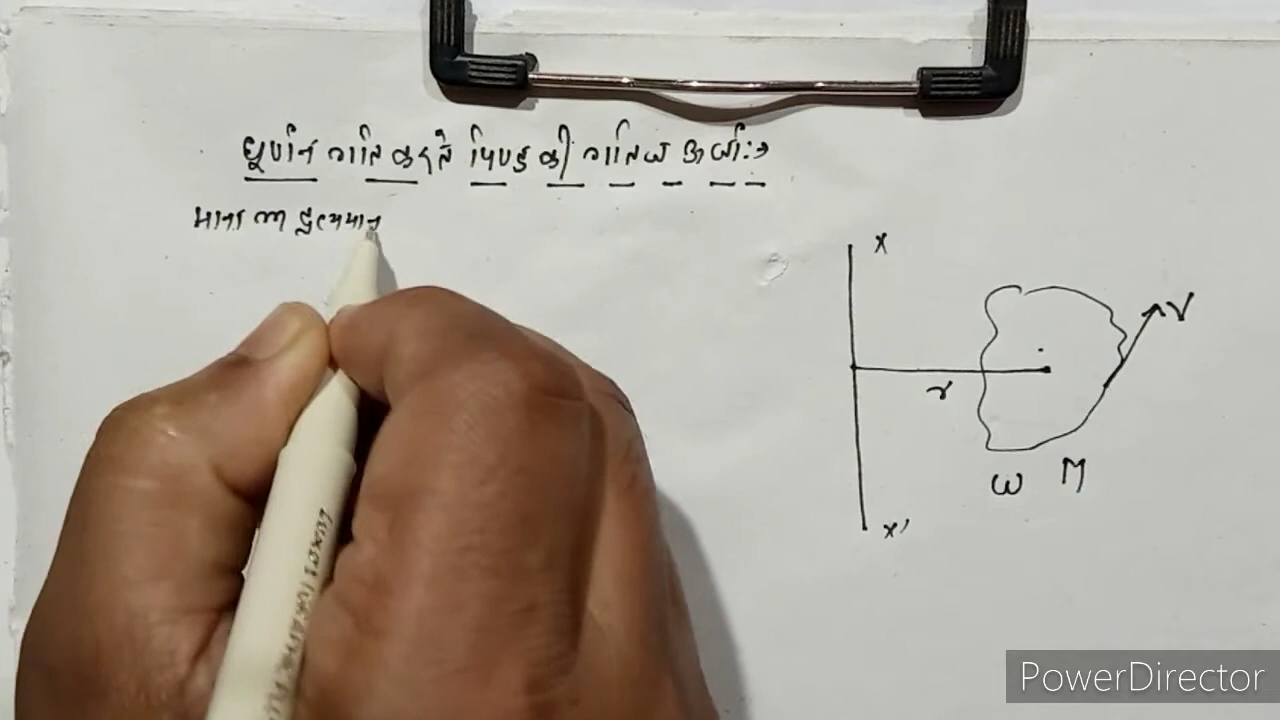 घूर्णन गति करते पिण्ड की गतिज ऊर्जा :→
माना द्रव्यमान
X
V
r
ω M
X'
PowerDirector